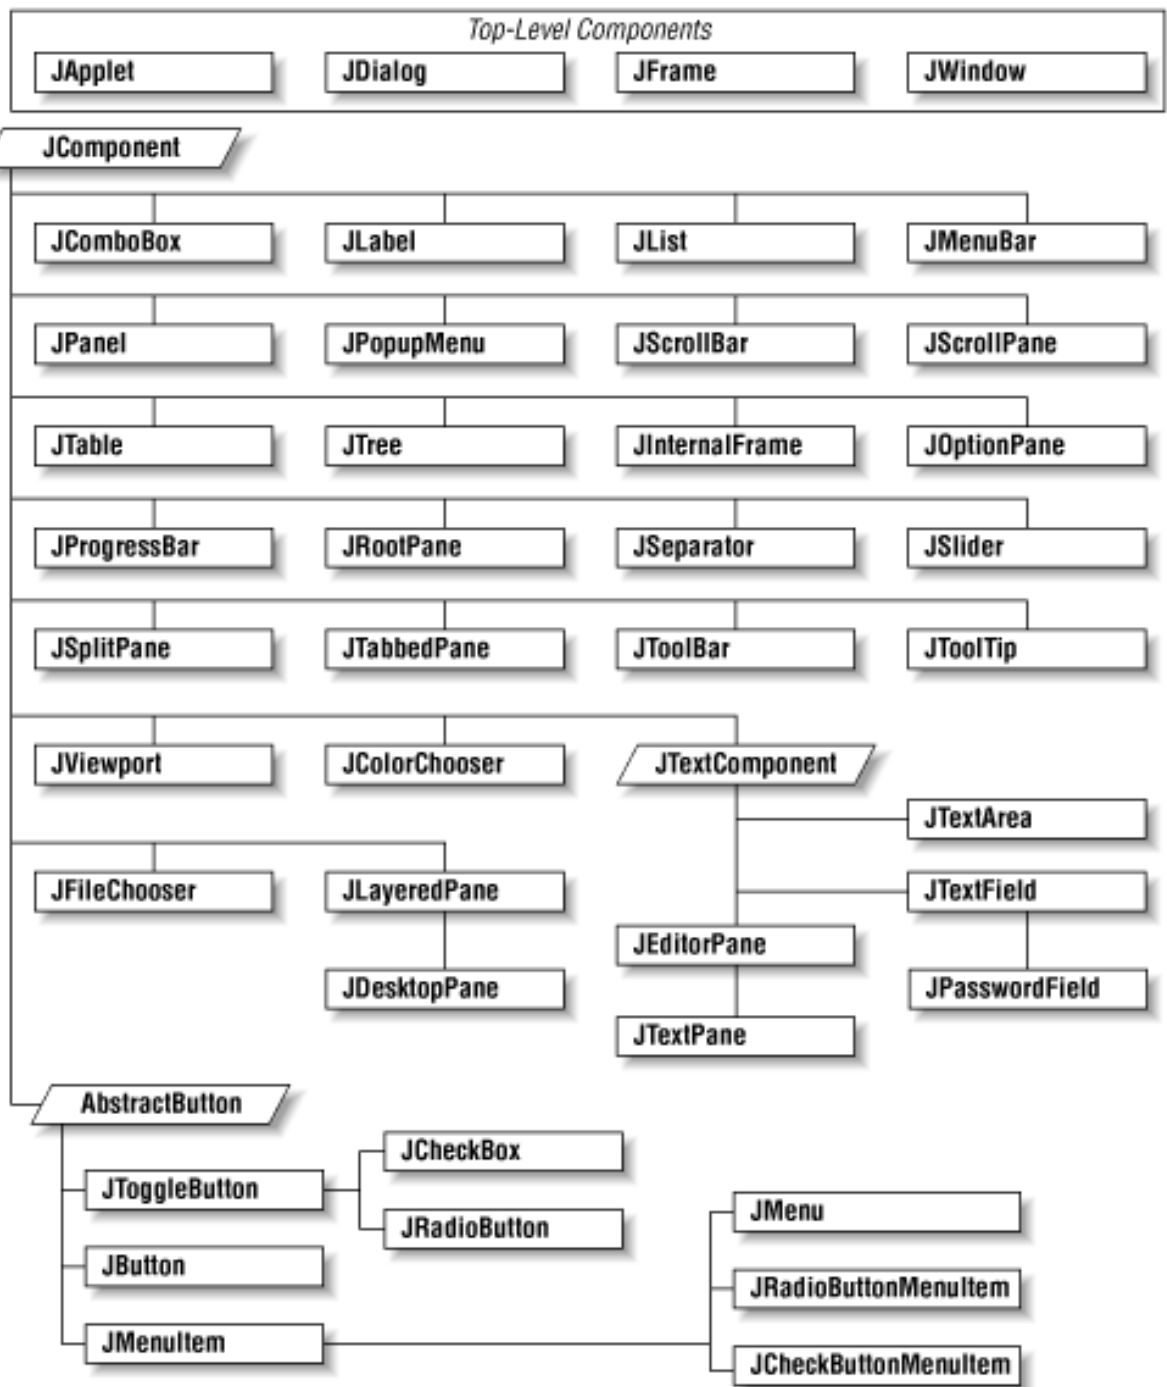 Top-Level Components
JApplet
JDialog
JFrame
JWindow
JComponent
JComboBox
JLabel
JList
JMenuBar
JPanel
JPopupMenu
JScrollBar
JScrollPane
JTable
JTree
JInternalFrame
JOptionPane
JProgressBar
JRootPane
JSeparator
JSlider
JSplitPane
JTabbedPane
JToolBar
JToolTip
JViewport
JColorChooser
JTextComponent
JTextArea
JFileChooser
JLayeredPane
JTextField
JEditorPane
JDesktopPane
JPasswordField
JTextPane
AbstractButton
JCheckBox
JToggleButton
JRadioButton
JMenu
JButton
JRadioButtonMenuItem
JMenuItem
JCheckButtonMenuItem